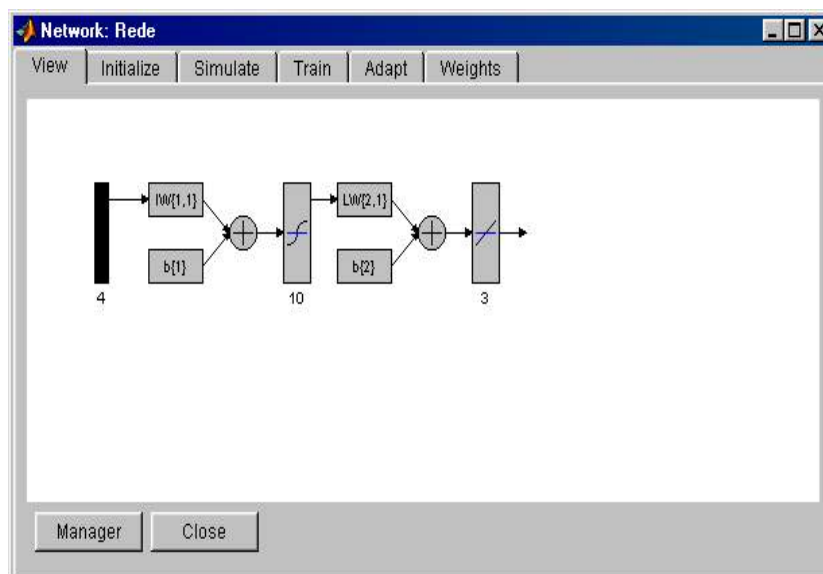 Network: Rede
View Initialize Simulate Train Adapt Weights
IW{1,1} LW{2,1}
b{1} b{2}
4 10 3
Manager Close